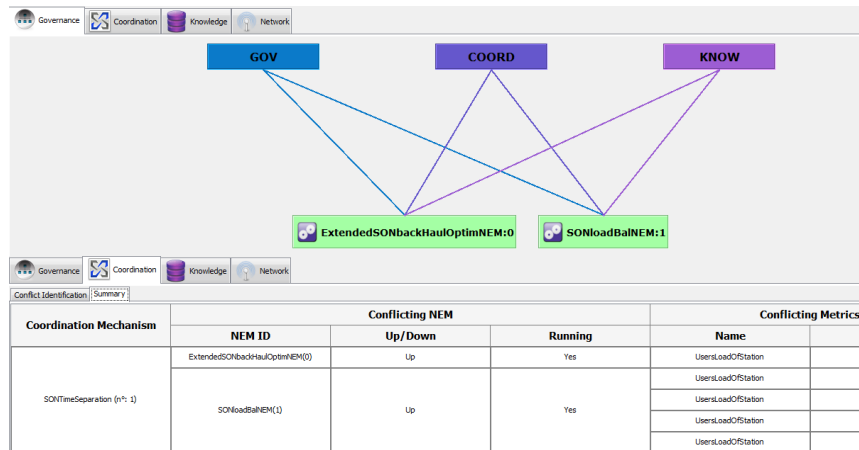 Governance Coordination Knowledge Network
GOV COORD KNOW
ExtendedSONbackHaulOptimNEM:0 SONloadBalNEM:1
Governance Coordination Knowledge Network
Conflict Identification Summary
Coordination Mechanism Conflicting NEM Conflicting Metrics
NEM ID Up/Down Running Name
ExtendedSONbackHaulOptimNEM(0) Up Yes UsersLoadOfStation
UsersLoadOfStation
SONTimeSeparation (n°: 1) UsersLoadOfStation
SONloadBalNEM(1) Up Yes
UsersLoadOfStation
UsersLoadOfStation